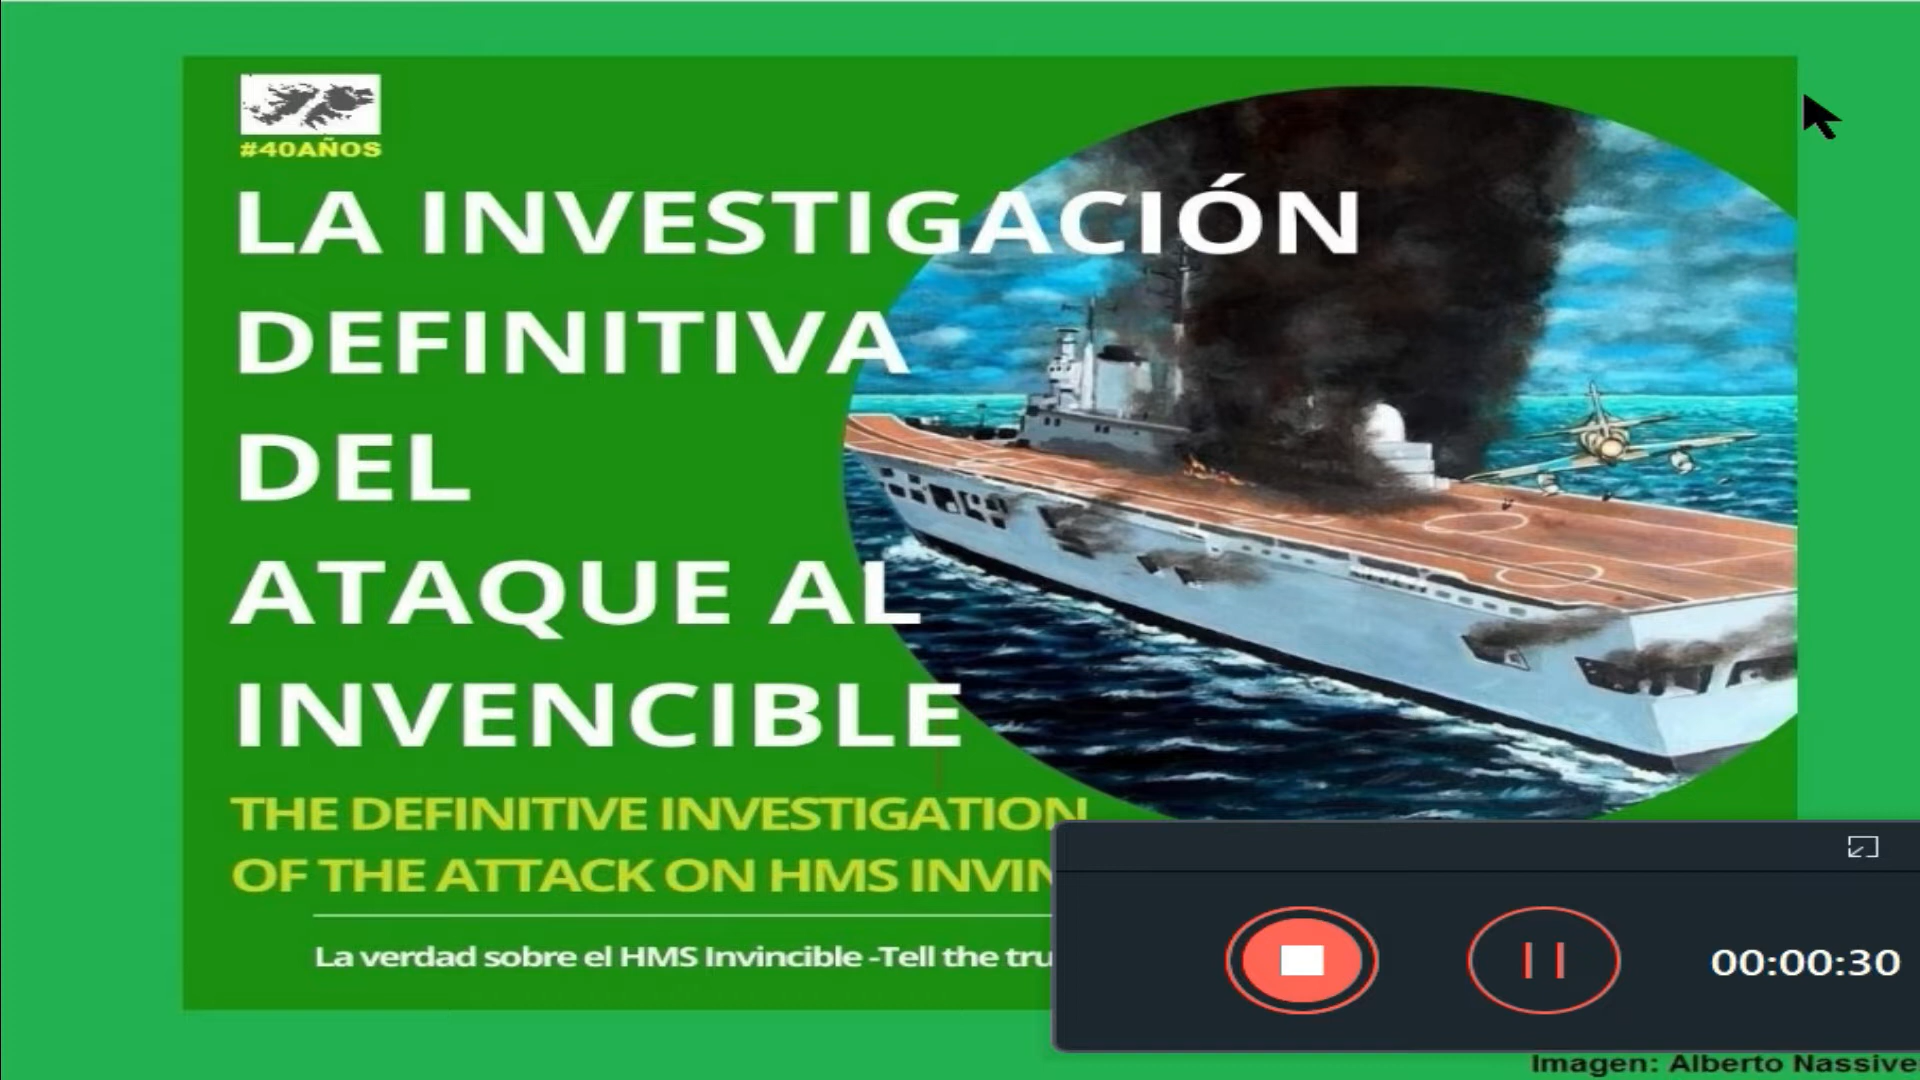 #40AÑOS
LA INVESTIGACIÓN
DEFINITIVA
DEL
ATAQUE AL
INVENCIBLE
THE DEFINITIVE INVESTIGATION
OF THE ATTACK ON HMS
La verdad sobre el HMS Invincible -Tell the
00:00:30
Imagen: Alberto